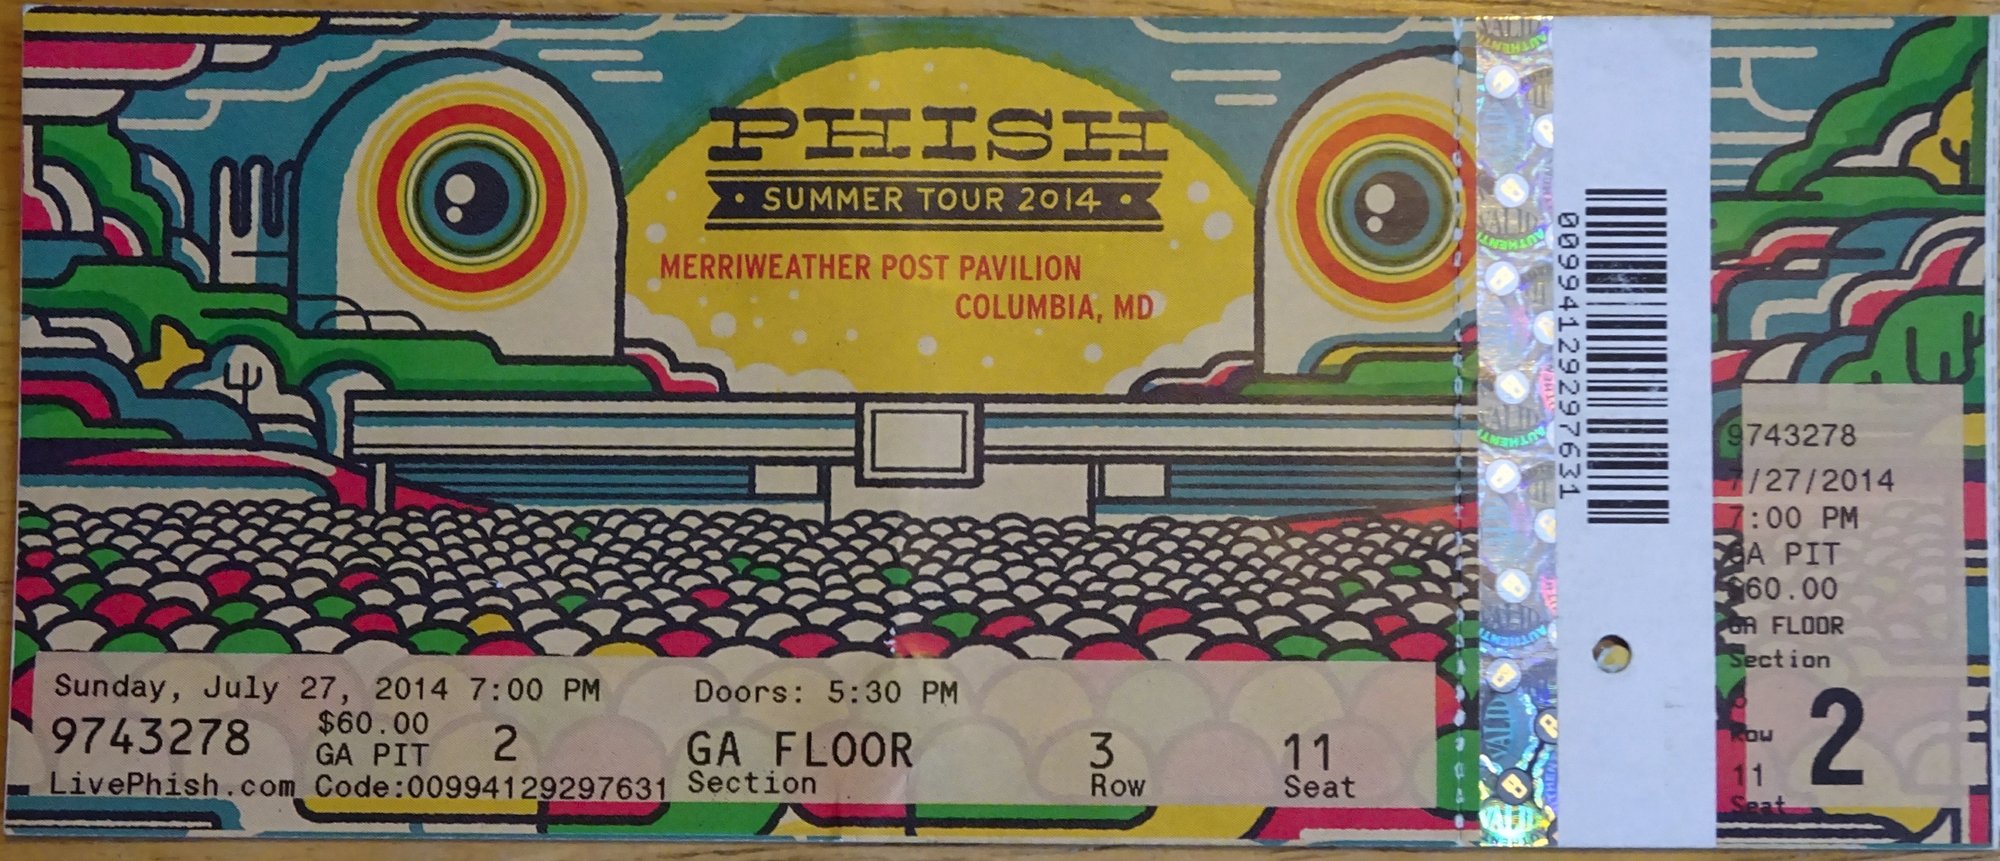 PHISH
• SUMMER TOUR 2014 •
MERRIWEATHER POST PAVILION
COLUMBIA, MD
Sunday, July 27, 2014 7:00 PM
Doors: 5:30 PM
9743278
$60.00
GA PIT
2
GA FLOOR
Section
3
Row
11
Seat
LivePhish.com Code:00994129297631
VALID
AUTHENTIC
00994129297631
9743278
7/27/2014
7:00 PM
GA PIT
$60.00
GA FLOOR
Section
Row
11
Seat
2